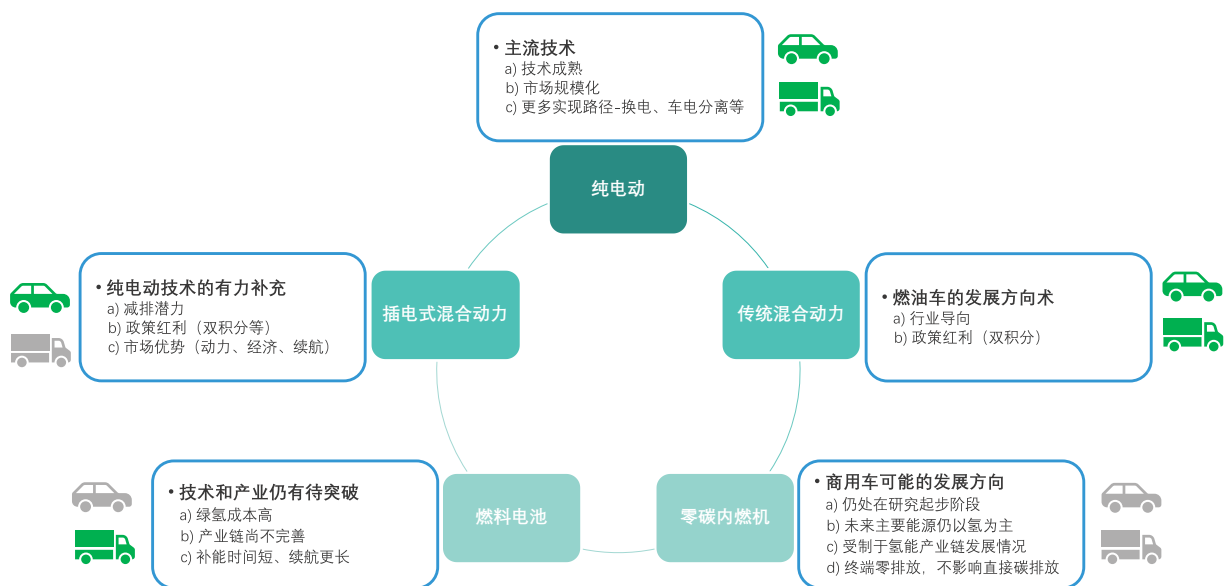 • 主流技术
a) 技术成熟
b) 市场规模化
c) 更多实现路径-换电、车电分离等
纯电动
• 纯电动技术的有力补充
a) 减排潜力
b) 政策红利（双积分等）
c) 市场优势（动力、经济、续航）
插电式混合动力
传统混合动力
• 燃油车的发展方向术
a) 行业导向
b) 政策红利（双积分）
• 技术和产业仍有待突破
a) 绿氢成本高
b) 产业链尚不完善
c) 补能时间短、续航更长
燃料电池
零碳内燃机
• 商用车可能的发展方向
a) 仍处在研究起步阶段
b) 未来主要能源仍以氢为主
c) 受制于氢能产业链发展情况
d) 终端零排放，不影响直接碳排放